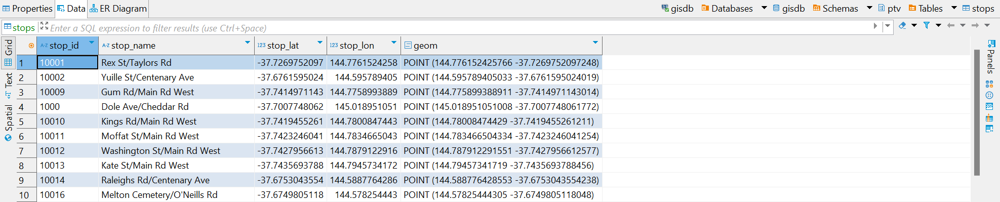 Properties Data ER Diagram gisdb Databases gisdb Schemas ptv Tables stops
stops Enter a SQL expression to filter results (use Ctrl+Space)
Grid
Text
Spatial
A-Z stop_id A-Z stop_name 123 stop_lat 123 stop_lon geom
1 10001 Rex St/Taylors Rd -37.7269752097 144.7761524258 POINT (144.776152425766 -37.7269752097248)
2 10002 Yuille St/Centenary Ave -37.6761595024 144.595789405 POINT (144.595789405033 -37.6761595024019)
3 10009 Gum Rd/Main Rd West -37.7414971143 144.7758993889 POINT (144.775899388911 -37.7414971143014)
4 1000 Dole Ave/Cheddar Rd -37.7007748062 145.018951051 POINT (145.018951051008 -37.7007748061772)
5 10010 Kings Rd/Main Rd West -37.7419455261 144.7800847443 POINT (144.78008474429 -37.7419455261211)
6 10011 Moffat St/Main Rd West -37.7423246041 144.7834665043 POINT (144.783466504334 -37.7423246041254)
7 10012 Washington St/Main Rd West -37.7427956613 144.7879122916 POINT (144.787912291551 -37.7427956612577)
8 10013 Kate St/Main Rd West -37.7435693788 144.7945734172 POINT (144.79457341719 -37.7435693788456)
9 10014 Raleighs Rd/Centenary Ave -37.6753043554 144.5887764286 POINT (144.588776428553 -37.6753043554238)
10 10016 Melton Cemetery/O'Neills Rd -37.6749805118 144.578254443 POINT (144.57825444305 -37.6749805118048)
Panels